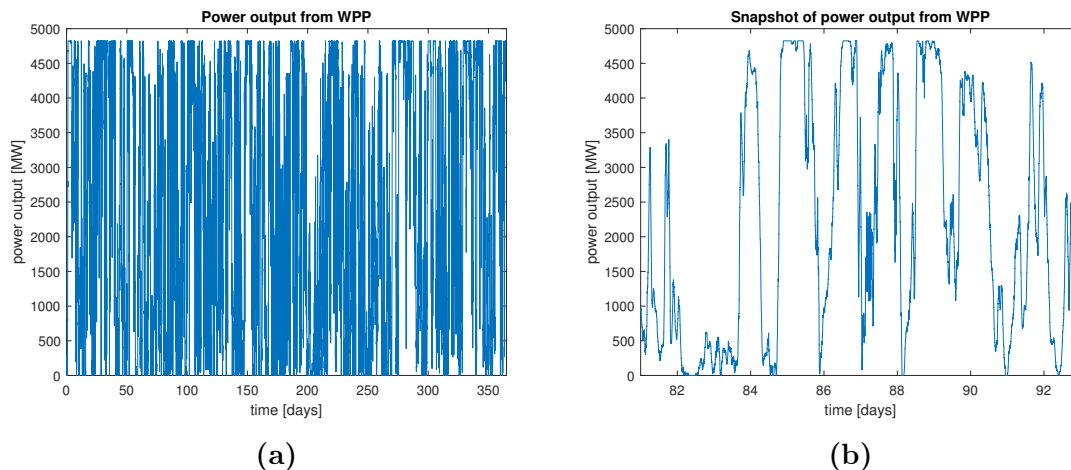 Power output from WPP
5000
4500
4000
3500
3000
2500
2000
1500
1000
500
0
power output [MW]
0 50 100 150 200 250 300 350
time [days]
(a)
Snapshot of power output from WPP
5000
4500
4000
3500
3000
2500
2000
1500
1000
500
0
power output [MW]
82 84 86 88 90 92
time [days]
(b)